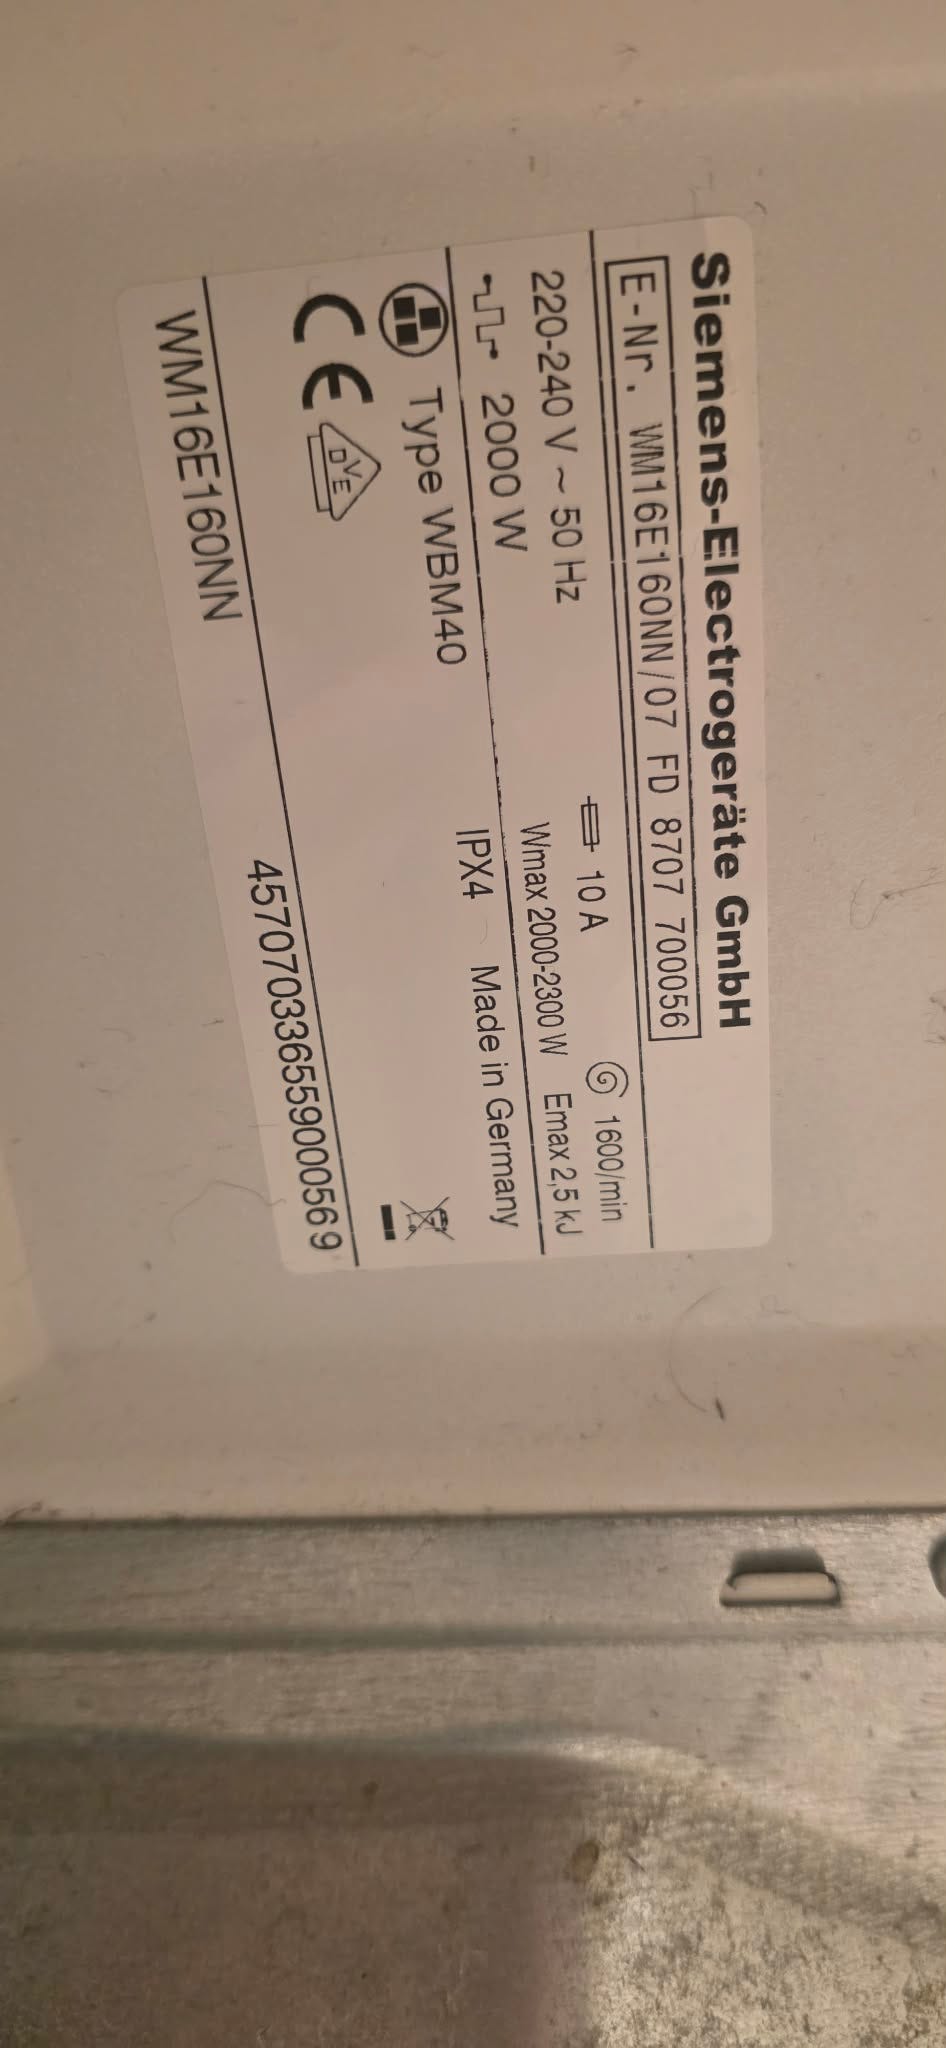 Siemens-Electrogeräte GmbH
E-Nr. WM16E160NN/07 FD 8707 700056
220-240 V ~ 50 Hz 10 A 1600/min
2000 W Wmax 2000-2300 W Emax 2,5 kJ
Type WBM40 IPX4 Made in Germany
CE DVE
WM16E160NN 457070336559000569